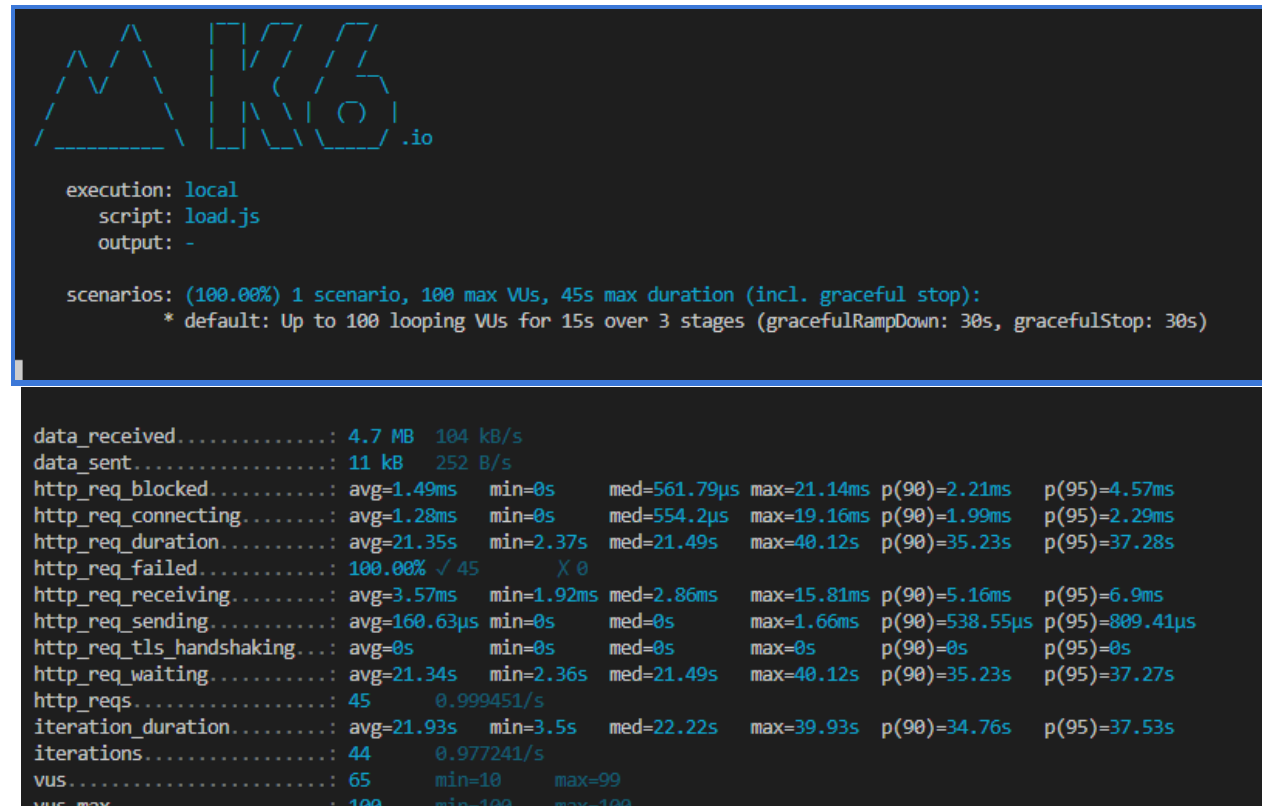 K6 .io
execution: local
script: load.js
output: -
scenarios: (100.00%) 1 scenario, 100 max VUs, 45s max duration (incl. graceful stop):
* default: Up to 100 looping VUs for 15s over 3 stages (gracefulRampDown: 30s, gracefulStop: 30s)
data_received..............: 4.7 MB 104 kB/s
data_sent..................: 11 kB 252 B/s
http_req_blocked...........: avg=1.49ms min=0s med=561.79µs max=21.14ms p(90)=2.21ms p(95)=4.57ms
http_req_connecting........: avg=1.28ms min=0s med=554.2µs max=19.16ms p(90)=1.99ms p(95)=2.29ms
http_req_duration..........: avg=21.35s min=2.37s med=21.49s max=40.12s p(90)=35.23s p(95)=37.28s
http_req_failed............: 100.00% ✓ 45 ✗ 0
http_req_receiving.........: avg=3.57ms min=1.92ms med=2.86ms max=15.81ms p(90)=5.16ms p(95)=6.9ms
http_req_sending...........: avg=160.63µs min=0s med=0s max=1.66ms p(90)=538.55µs p(95)=809.41µs
http_req_tls_handshaking...: avg=0s min=0s med=0s max=0s p(90)=0s p(95)=0s
http_req_waiting...........: avg=21.34s min=2.36s med=21.49s max=40.12s p(90)=35.23s p(95)=37.27s
http_reqs..................: 45 0.999451/s
iteration_duration.........: avg=21.93s min=3.5s med=22.22s max=39.93s p(90)=34.76s p(95)=37.53s
iterations.................: 44 0.977241/s
vus........................: 65 min=10 max=99
vus_max....................: 100 min=100 max=100